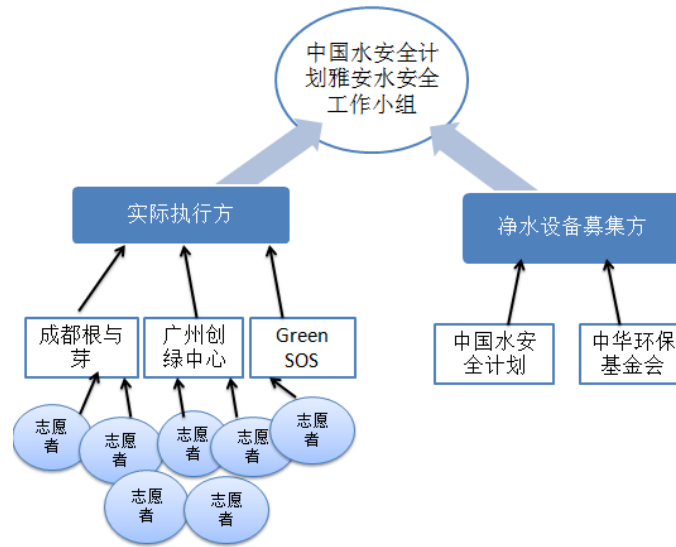 中国水安全计
划雅安水安全
工作小组
实际执行方
净水设备募集方
成都根与
芽
广州创
绿中心
Green
SOS
中国水安
全计划
中华环保
基金会
志愿
者
志愿
者
志愿
者
志愿
者
志愿
者
志愿
者
志愿
者